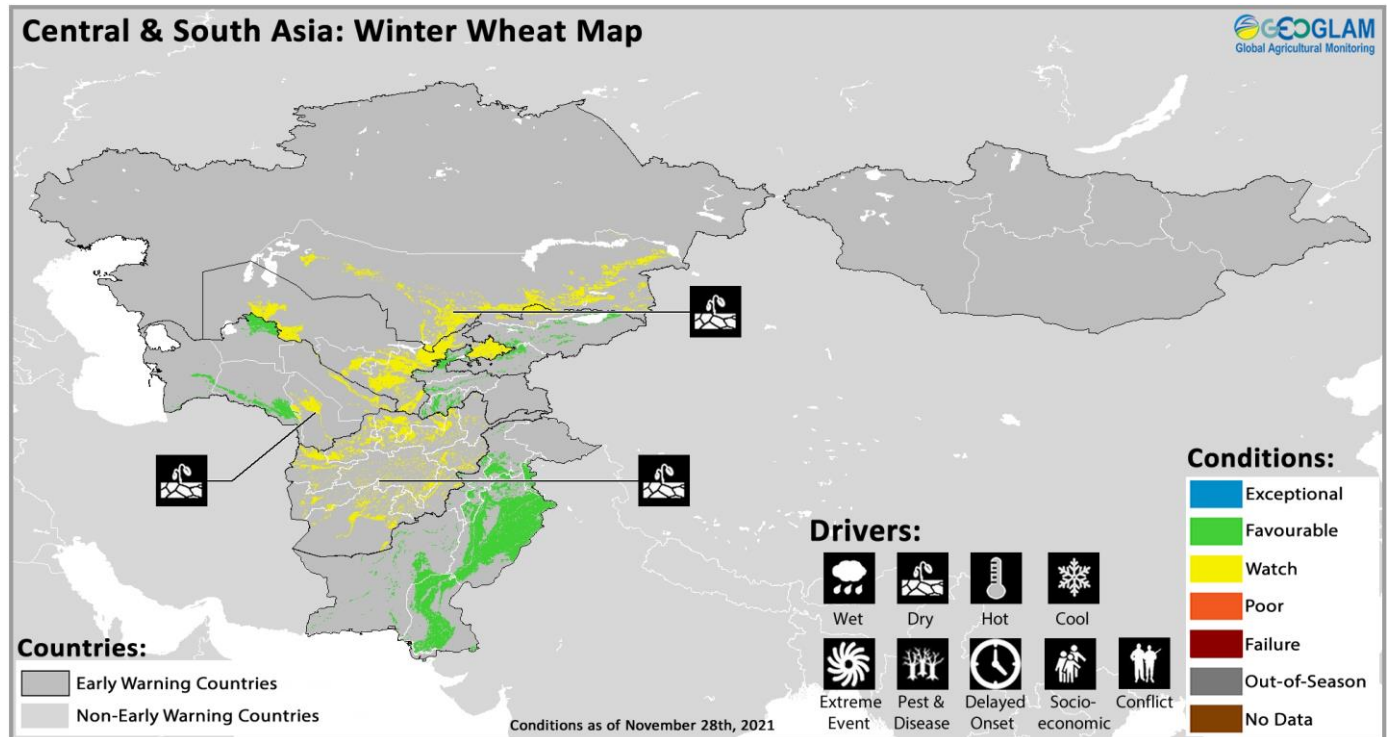 Central & South Asia: Winter Wheat Map
GEOGLAM
Global Agricultural Monitoring
Countries:
Early Warning Countries
Non-Early Warning Countries
Conditions as of November 28th, 2021
Drivers:
Wet
Dry
Hot
Cool
Extreme
Event
Pest &
Disease
Delayed
Onset
Socio-
economic
Conflict
Conditions:
Exceptional
Favourable
Watch
Poor
Failure
Out-of-Season
No Data